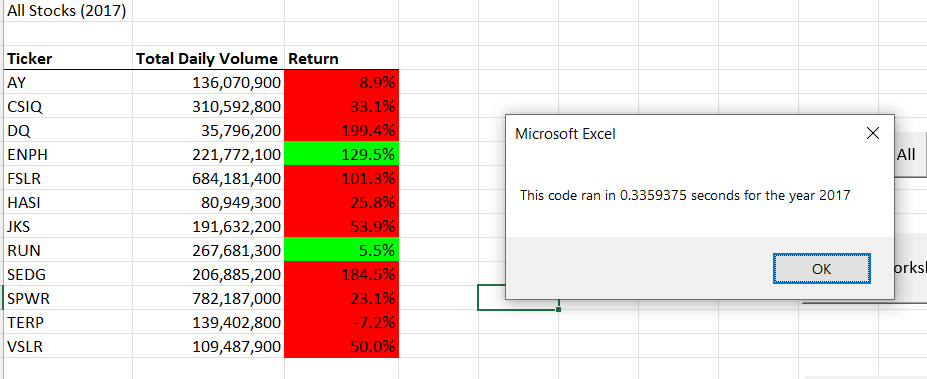 All Stocks (2017)
Ticker Total Daily Volume Return
AY 136,070,900 8.9%
CSIQ 310,592,800 33.1%
DQ 35,796,200 199.4%
ENPH 221,772,100 129.5%
FSLR 684,181,400 101.3%
HASI 80,949,300 25.8%
JKS 191,632,200 53.9%
RUN 267,681,300 5.5%
SEDG 206,885,200 184.5%
SPWR 782,187,000 23.1%
TERP 139,402,800 -7.2%
VSLR 109,487,900 50.0%
Microsoft Excel
This code ran in 0.3359375 seconds for the year 2017
OK
All